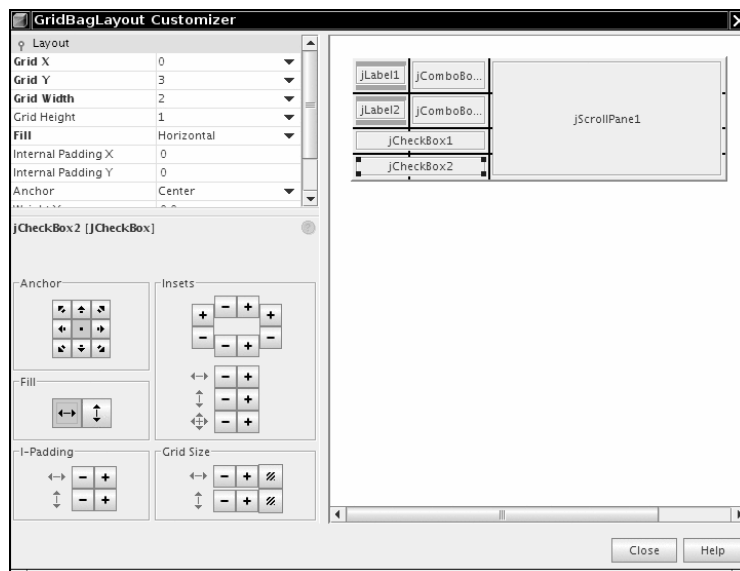 GridBagLayout Customizer
Layout
Grid X 0
Grid Y 3
Grid Width 2
Grid Height 1
Fill Horizontal
Internal Padding X 0
Internal Padding Y 0
Anchor Center
jCheckBox2 [JCheckBox]
Anchor
Insets
Fill
I-Padding
Grid Size
jLabel1 jComboBo...
jLabel2 jComboBo...
jCheckBox1
jCheckBox2
jScrollPane1
Close Help